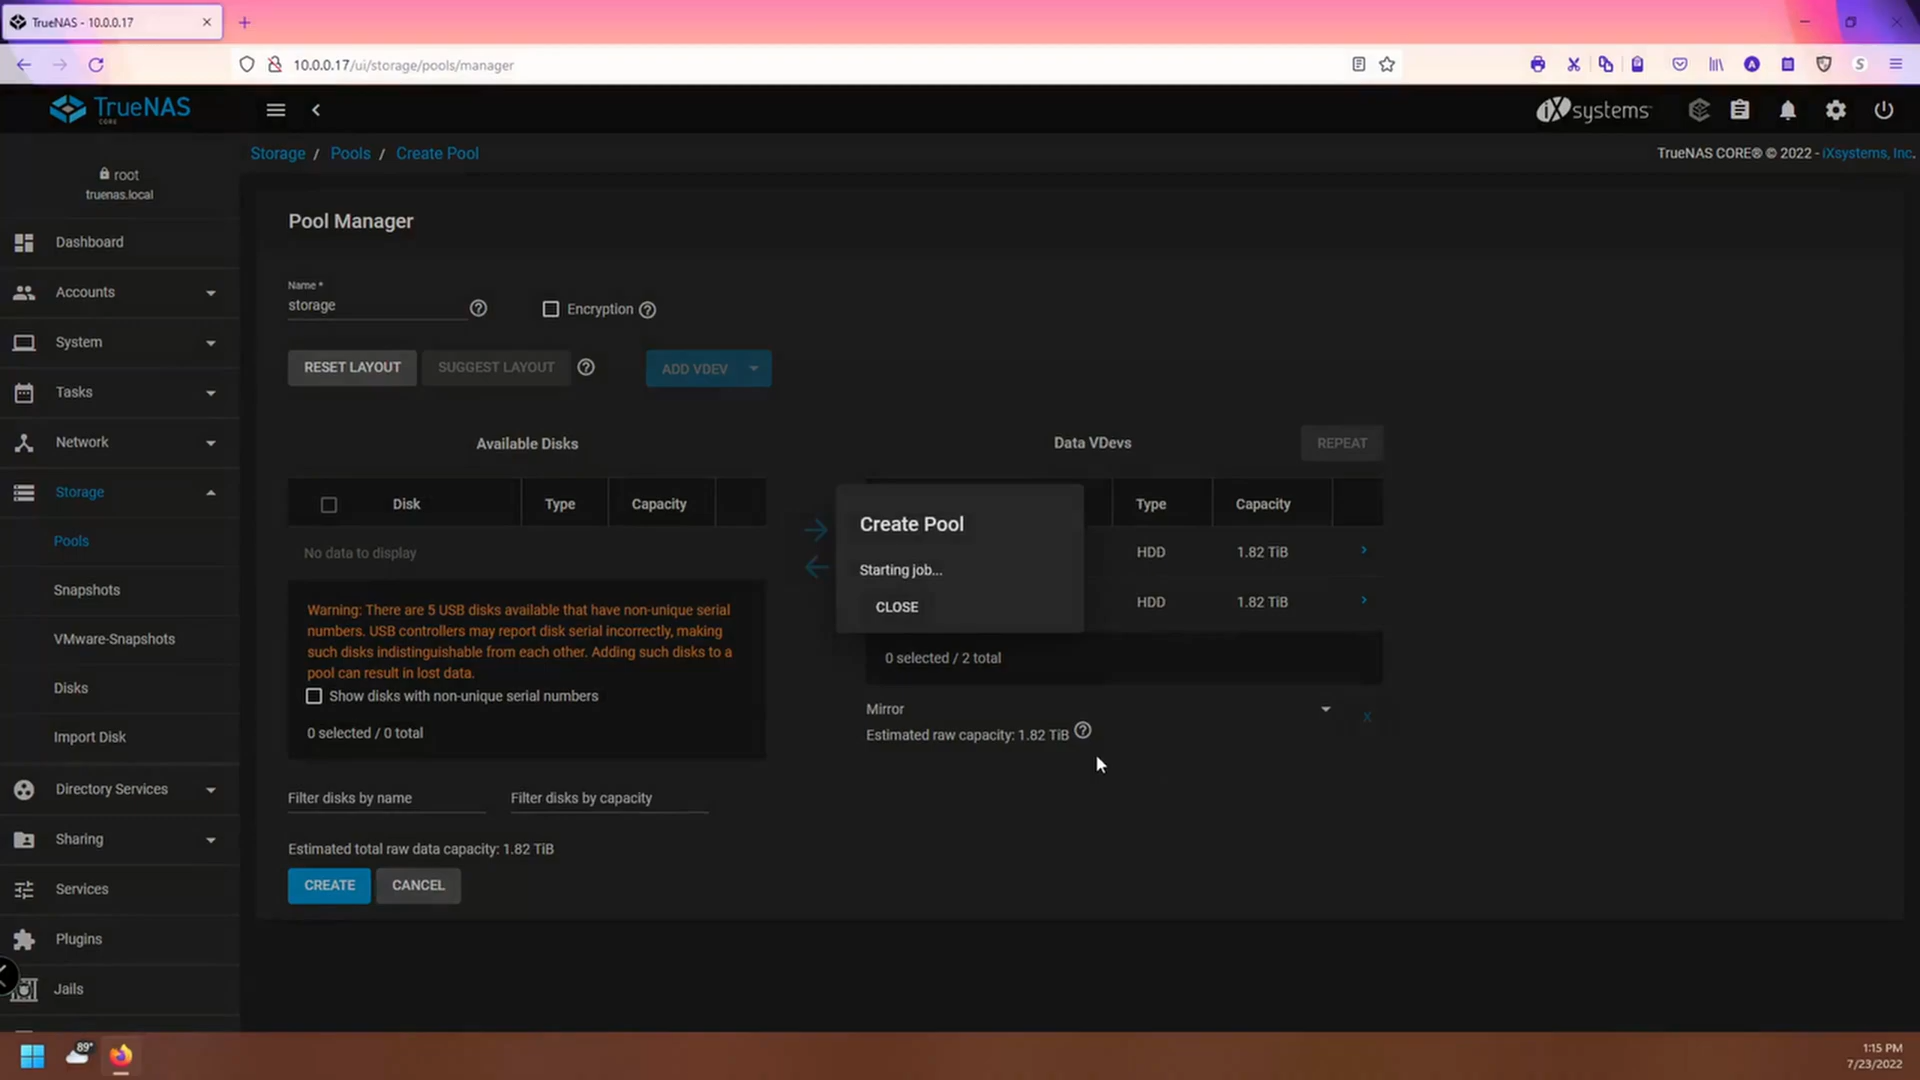 TrueNAS - 10.0.0.17
10.0.0.17/ui/storage/pools/manager
TrueNAS
CORE
iXsystems
root
truenas.local
Storage / Pools / Create Pool
TrueNAS CORE® © 2022 - iXsystems, Inc.
Dashboard
Accounts
System
Tasks
Network
Storage
Pools
Snapshots
VMware-Snapshots
Disks
Import Disk
Directory Services
Sharing
Services
Plugins
Jails
Pool Manager
Name *
storage
Encryption
RESET LAYOUT
SUGGEST LAYOUT
ADD VDEV
Available Disks
Disk Type Capacity
No data to display
Warning: There are 5 USB disks available that have non-unique serial
numbers. USB controllers may report disk serial incorrectly, making
such disks indistinguishable from each other. Adding such disks to a
pool can result in lost data.
Show disks with non-unique serial numbers
0 selected / 0 total
Filter disks by name
Filter disks by capacity
Estimated total raw data capacity: 1.82 TiB
CREATE
CANCEL
Data VDevs
REPEAT
Type Capacity
HDD 1.82 TiB
HDD 1.82 TiB
0 selected / 2 total
Mirror
Estimated raw capacity: 1.82 TiB
Create Pool
Starting job...
CLOSE
89°
1:15 PM
7/23/2022